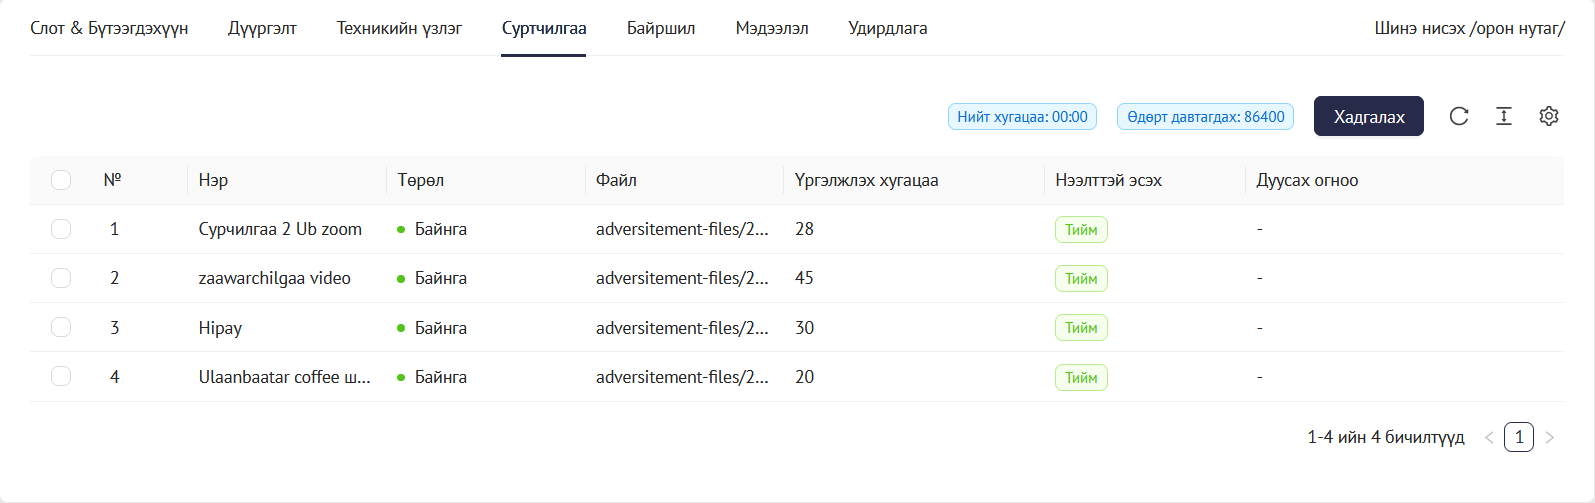 Слот & Бүтээгдэхүүн Дүүргэлт Техникийн үзлэг Суртчилгаа Байршил Мэдээлэл Удирдлага Шинэ нисэх /орон нутаг/
Нийт хугацаа: 00:00 Өдөрт давтагдах: 86400 Хадгалах
№ Нэр Төрөл Файл Үргэлжлэх хугацаа Нээлттэй эсэх Дуусах огноо
1 Сурчилгаа 2 Ub zoom Байнга adversitement-files/2... 28 Тийм -
2 zaawarchilgaa video Байнга adversitement-files/2... 45 Тийм -
3 Hipay Байнга adversitement-files/2... 30 Тийм -
4 Ulaanbaatar coffee ш... Байнга adversitement-files/2... 20 Тийм -
1-4 ийн 4 бичилтүүд < 1 >